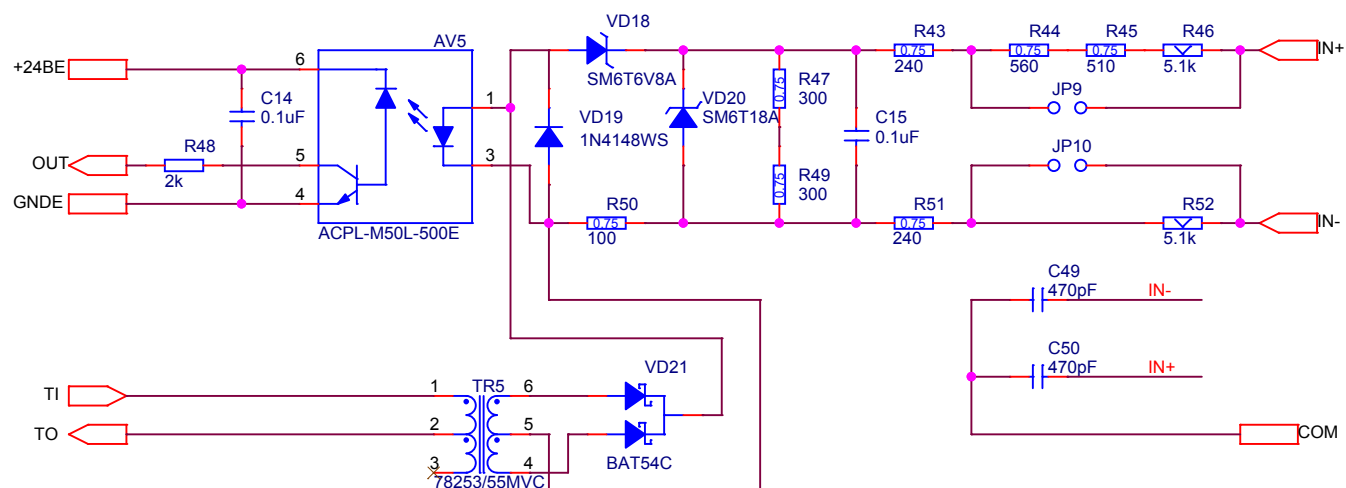 VD18
SM6T6V8A
AV5
+24BE
6
C14
0.1uF
OUT
R48
2k
5
GNDE
4
1
3
ACPL-M50L-500E
VD19
1N4148WS
VD20
SM6T18A
R47
0.75
300
R49
0.75
300
C15
0.1uF
R43
0.75
240
R44
0.75
560
R45
0.75
510
R46
5.1k
IN+
JP9
JP10
R50
0.75
100
R51
0.75
240
R52
5.1k
IN-
C49
470pF
IN-
C50
470pF
IN+
COM
TI
TO
1
2
3
TR5
6
5
4
78253/55MVC
VD21
BAT54C